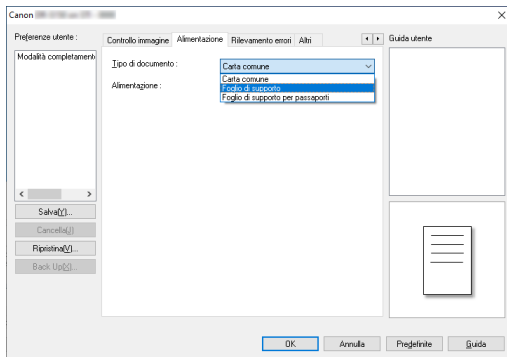 Canon
Preferenze utente :
Modalità completamente
Salva(Y)...
Cancella(J)
Ripristina(V)...
Back Up(X)...
Controllo immagine Alimentazione Rilevamento errori Altri
Tipo di documento :
Carta comune
Carta comune
Foglio di supporto
Foglio di supporto per passaporti
Alimentazione :
Guida utente
OK Annulla Predefinite Guida